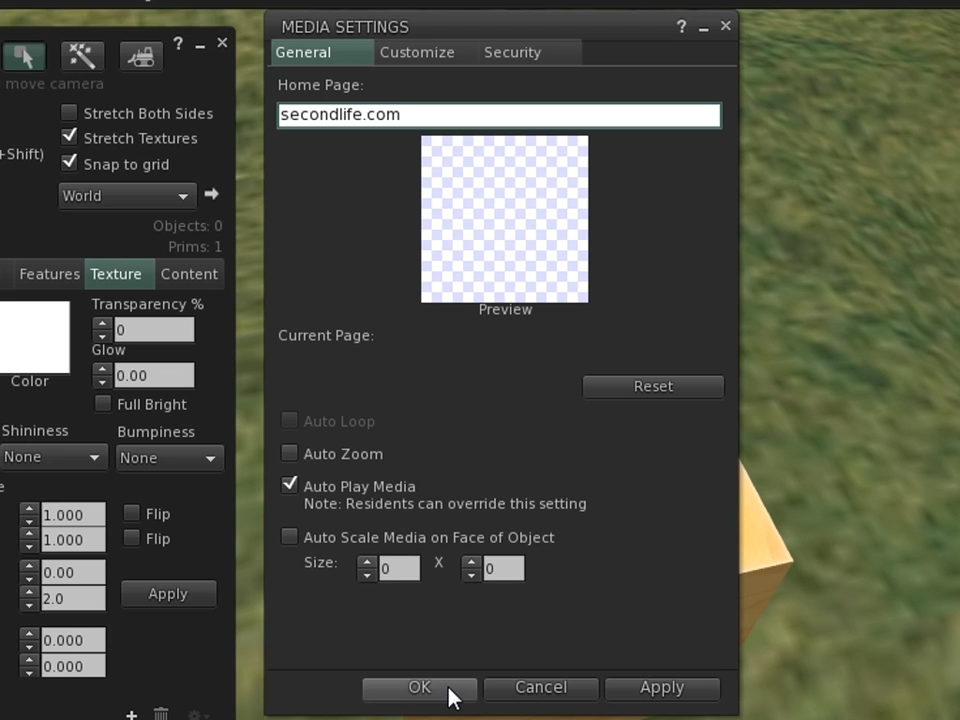 ? _ ×
move camera
Stretch Both Sides
+Shift)
Stretch Textures
Snap to grid
World
Objects: 0
Prims: 1
Features Texture Content
Transparency %
0
Glow
0.00
Color
Full Bright
Shininess Bumpiness
None None
1.000 Flip
1.000 Flip
0.00
2.0
Apply
0.000
0.000
MEDIA SETTINGS
General Customize Security
Home Page:
secondlife.com
Preview
Current Page:
Reset
Auto Loop
Auto Zoom
Auto Play Media
Note: Residents can override this setting
Auto Scale Media on Face of Object
Size: 0 X 0
OK Cancel Apply